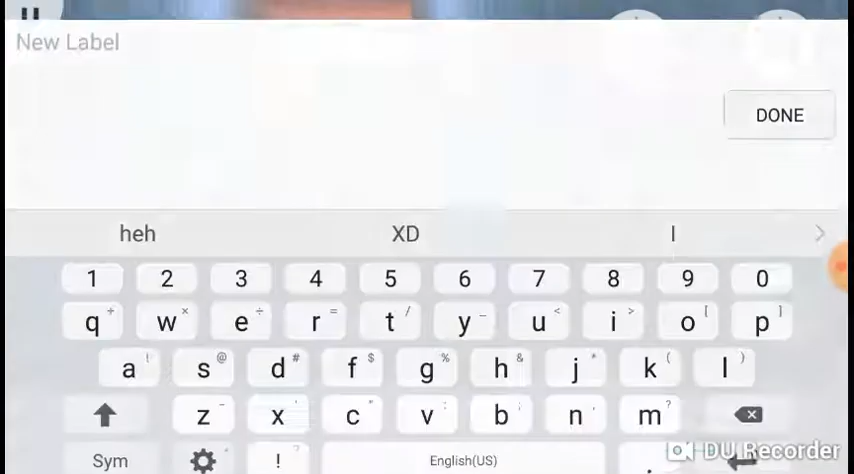 New Label
DONE
heh XD I
1 2 3 4 5 6 7 8 9 0
q + w × e ÷ r = t / y _ u < i > o [ p ]
a ! s @ d # f $ g % h & j * k ( l )
z - x ' c " v : b ; n , m ?
Sym ! ? English(US) .
DU Recorder